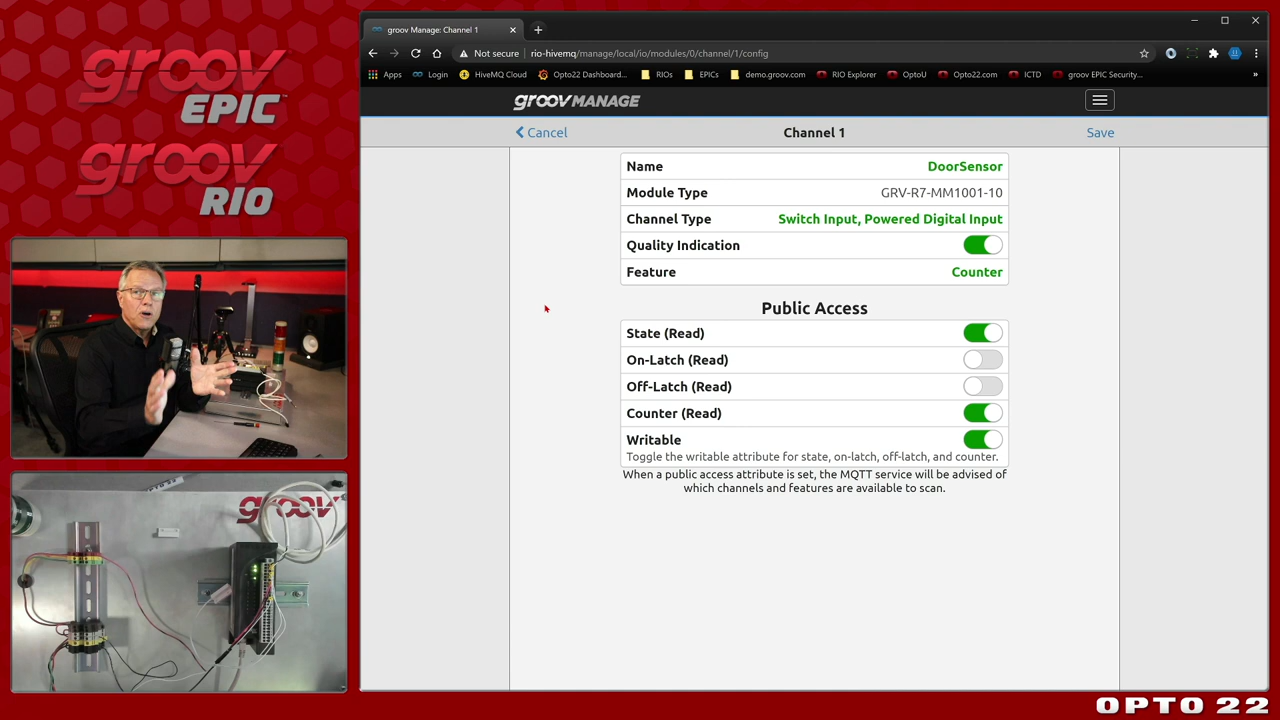 groov
EPIC™
groov
RIO
groov
groov Manage: Channel 1
Not secure
rio-hivemq/manage/local/io/modules/0/channel/1/config
Apps
Login
HiveMQ Cloud
Opto22 Dashboard...
RIOs
EPICs
demo.groov.com
RIO Explorer
OptoU
Opto22.com
ICTD
groov EPIC Security...
»
groov MANAGE
Cancel
Channel 1
Save
Name DoorSensor
Module Type GRV-R7-MM1001-10
Channel Type Switch Input, Powered Digital Input
Quality Indication
Feature Counter
Public Access
State (Read)
On-Latch (Read)
Off-Latch (Read)
Counter (Read)
Writable
Toggle the writable attribute for state, on-latch, off-latch, and counter.
When a public access attribute is set, the MQTT service will be advised of
which channels and features are available to scan.
OPTO 22